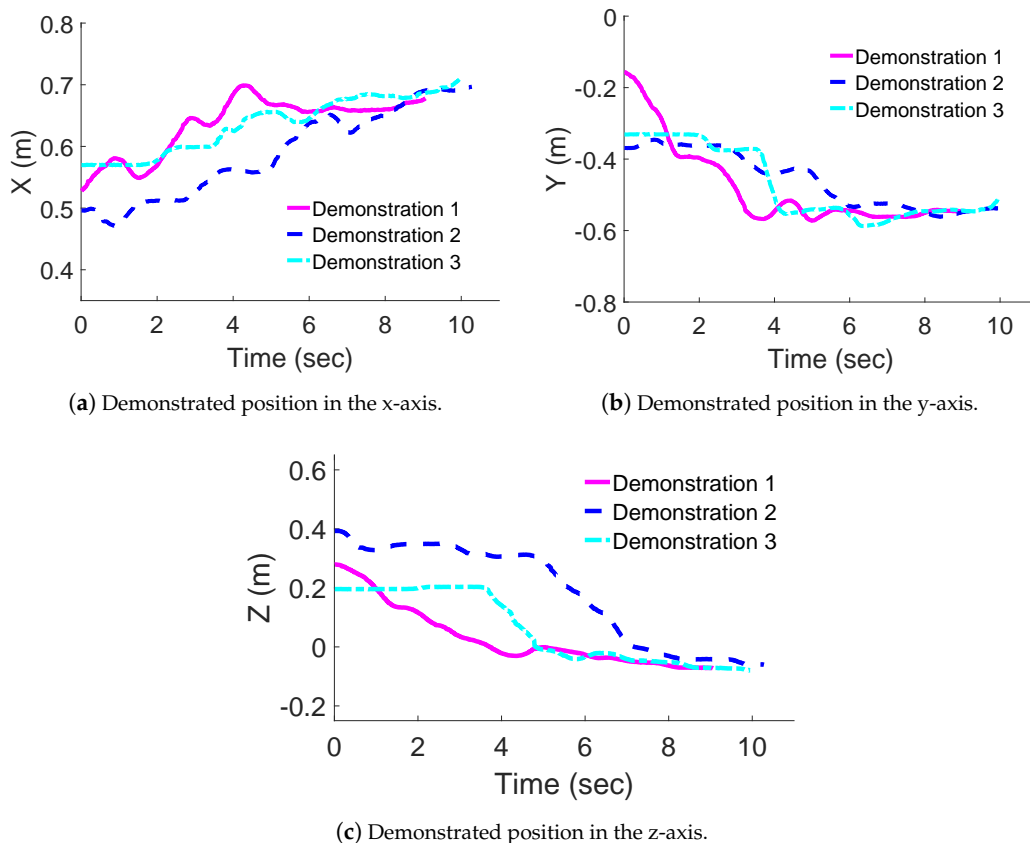 0.8
0.7
0.6
0.5
0.4
X (m)
0 2 4 6 8 10
Time (sec)
Demonstration 1
Demonstration 2
Demonstration 3
(a) Demonstrated position in the x-axis.
0
-0.2
-0.4
-0.6
-0.8
Y (m)
0 2 4 6 8 10
Time (sec)
Demonstration 1
Demonstration 2
Demonstration 3
(b) Demonstrated position in the y-axis.
0.6
0.4
0.2
0
-0.2
Z (m)
0 2 4 6 8 10
Time (sec)
Demonstration 1
Demonstration 2
Demonstration 3
(c) Demonstrated position in the z-axis.